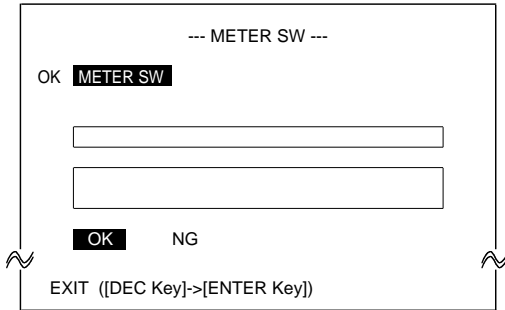 --- METER SW ---
OK METER SW
OK NG
EXIT ([DEC Key]->[ENTER Key])